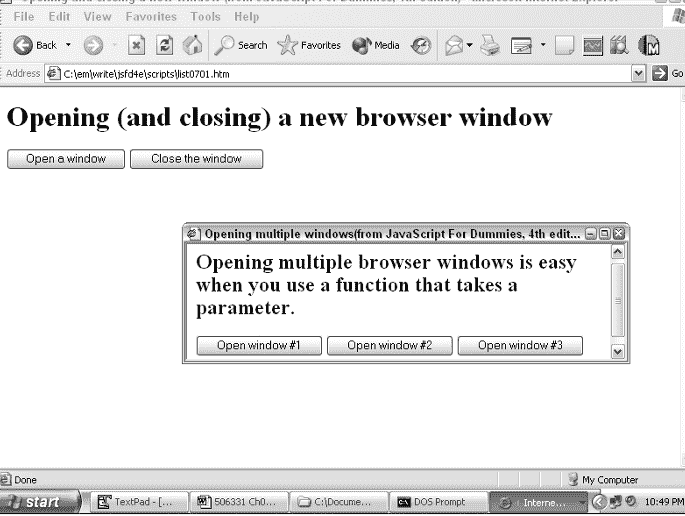 File Edit View Favorites Tools Help
Back Search Favorites Media
Address C:\em\write\jsfd4e\scripts\list0701.htm Go
Opening (and closing) a new browser window
Open a window Close the window
Opening multiple windows(from JavaScript For Dummies, 4th edit...
Opening multiple browser windows is easy
when you use a function that takes a
parameter.
Open window #1 Open window #2 Open window #3
Done My Computer
start TextPad - [... 506331 Ch0... C:\Docume... DOS Prompt Interne... 10:49 PM